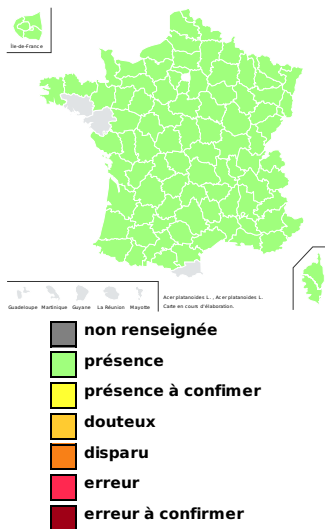 Île-de-France
Guadeloupe Martinique Guyane La Réunion Mayotte
Acer platanoides L. , Acer platanoides L.
Carte en cours d'élaboration.
non renseignée
présence
présence à confimer
douteux
disparu
erreur
erreur à confirmer